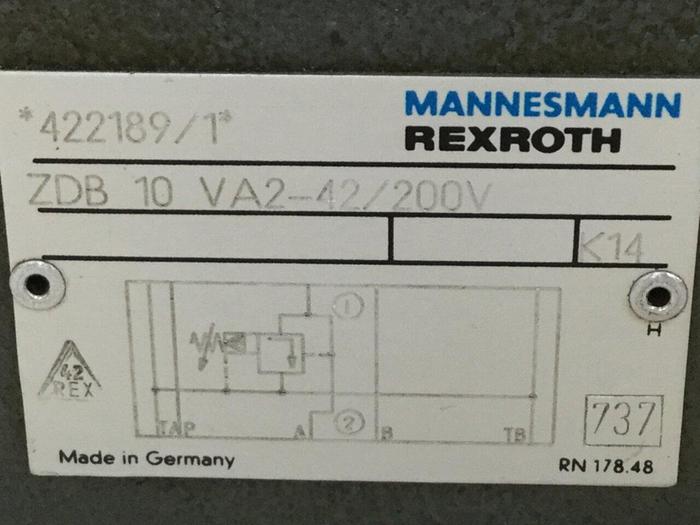 *422189/1*
MANNESMANN
REXROTH
ZDB 10 VA2-42/200V
K14
1
H
42
REX
2
TA P A B TB
737
Made in Germany
RN 178.48